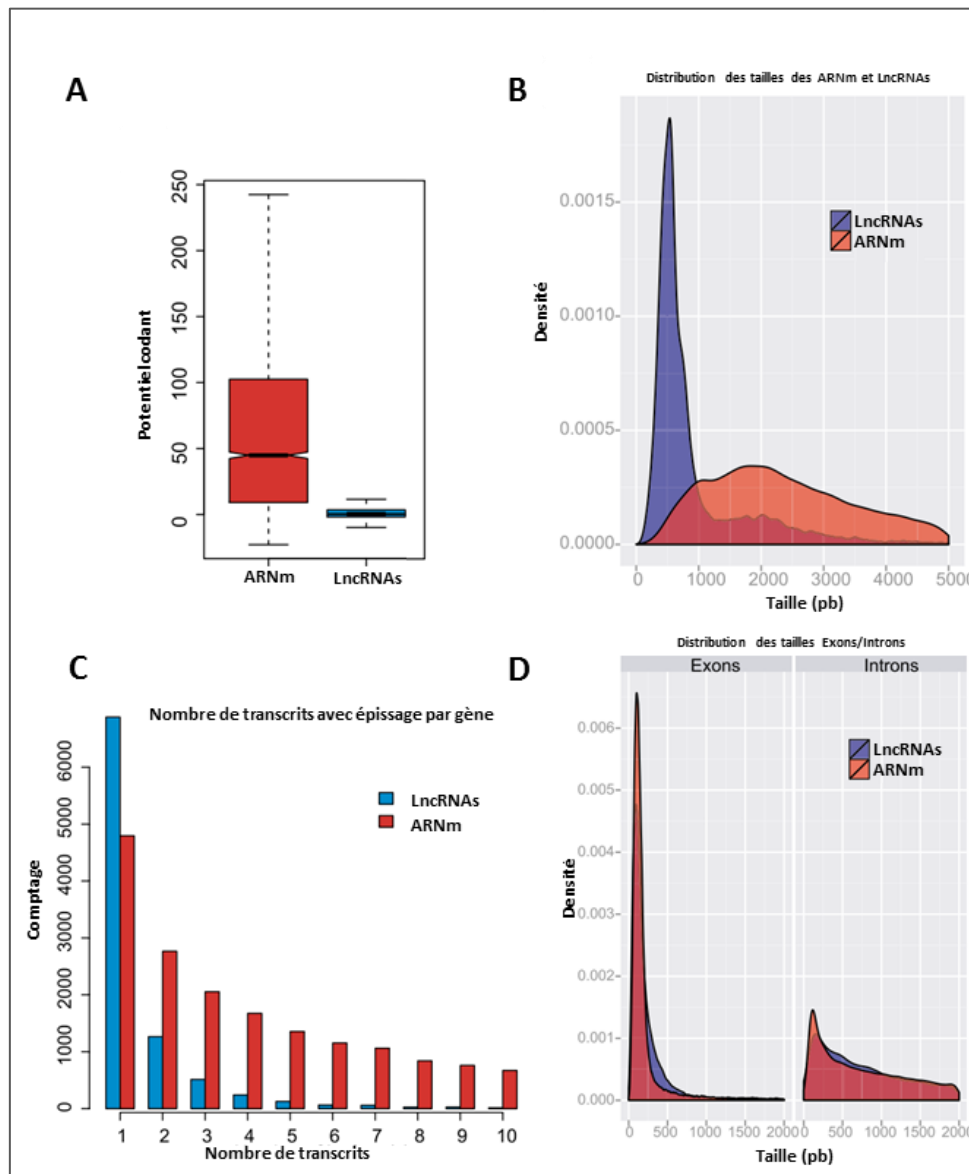 A
250
200
150
100
50
0
Potentiel codant
ARNm
LncRNAs
B
Distribution des tailles des ARNm et LncRNAs
0.0015
0.0010
0.0005
0.0000
Densité
LncRNAs
ARNm
0
1000
2000
3000
4000
5000
Taille (pb)
C
Nombre de transcrits avec épissage par gène
6000
5000
4000
3000
2000
1000
0
Comptage
LncRNAs
ARNm
1
2
3
4
5
6
7
8
9
10
Nombre de transcrits
D
Distribution des tailles Exons/Introns
Exons
Introns
0.006
0.005
0.004
0.003
0.002
0.001
0.000
Densité
LncRNAs
ARNm
0
500
1000
1500
2000
0
500
1000
1500
2000
Taille (pb)